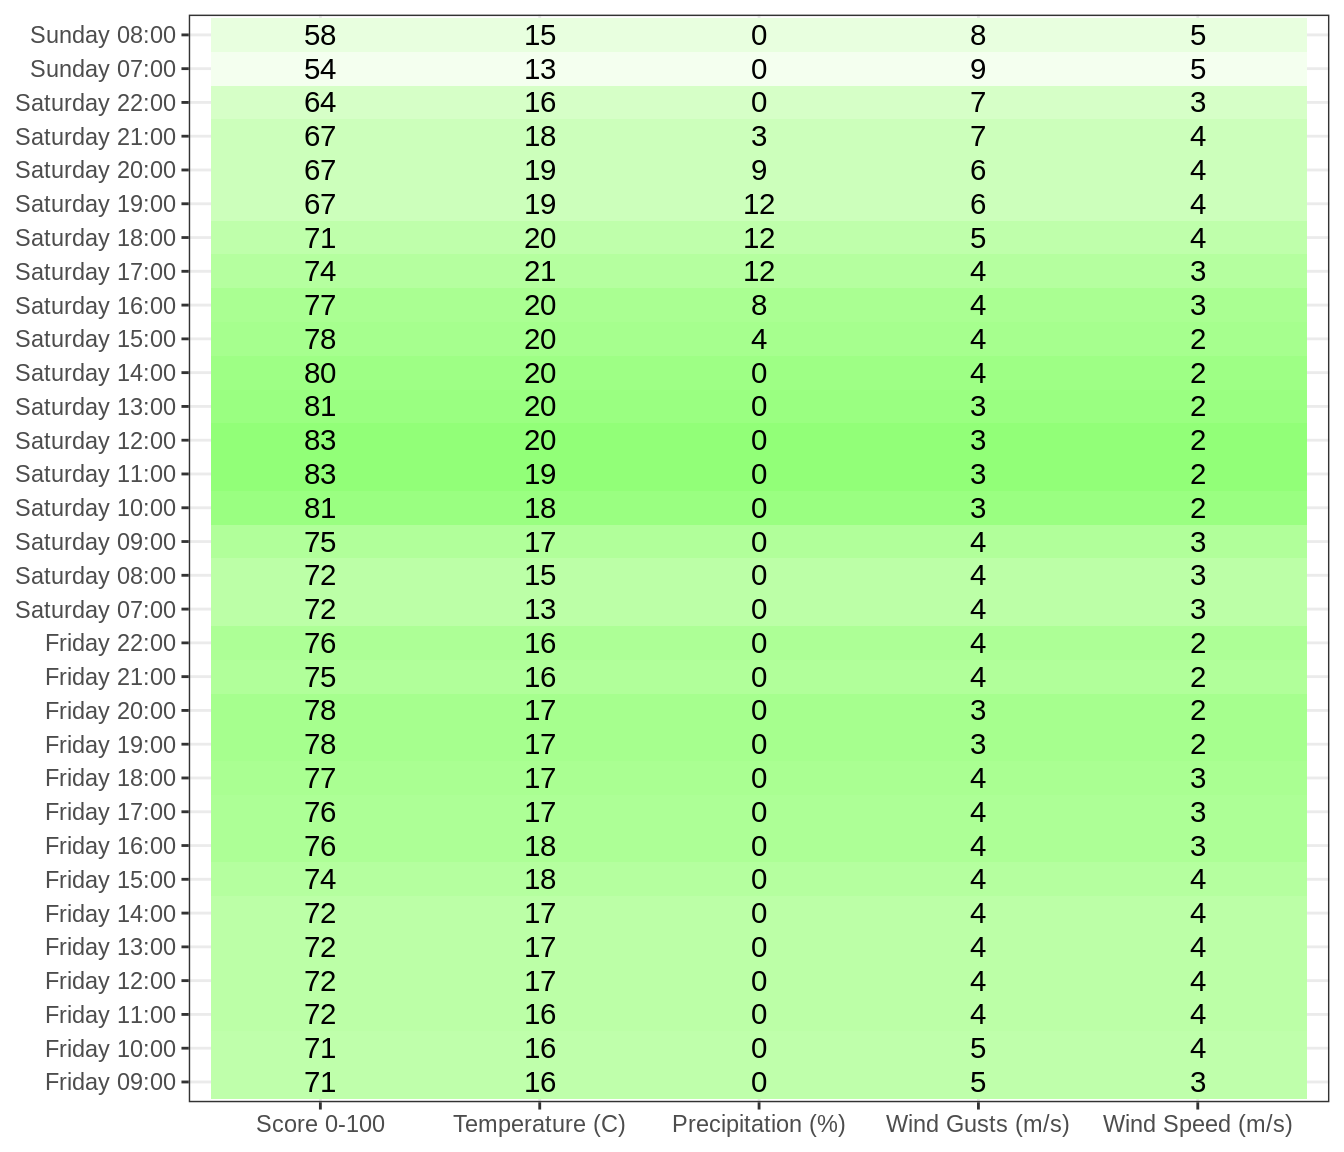 Sunday 08:00 58 15 0 8 5
Sunday 07:00 54 13 0 9 5
Saturday 22:00 64 16 0 7 3
Saturday 21:00 67 18 3 7 4
Saturday 20:00 67 19 9 6 4
Saturday 19:00 67 19 12 6 4
Saturday 18:00 71 20 12 5 4
Saturday 17:00 74 21 12 4 3
Saturday 16:00 77 20 8 4 3
Saturday 15:00 78 20 4 4 2
Saturday 14:00 80 20 0 4 2
Saturday 13:00 81 20 0 3 2
Saturday 12:00 83 20 0 3 2
Saturday 11:00 83 19 0 3 2
Saturday 10:00 81 18 0 3 2
Saturday 09:00 75 17 0 4 3
Saturday 08:00 72 15 0 4 3
Saturday 07:00 72 13 0 4 3
Friday 22:00 76 16 0 4 2
Friday 21:00 75 16 0 4 2
Friday 20:00 78 17 0 3 2
Friday 19:00 78 17 0 3 2
Friday 18:00 77 17 0 4 3
Friday 17:00 76 17 0 4 3
Friday 16:00 76 18 0 4 3
Friday 15:00 74 18 0 4 4
Friday 14:00 72 17 0 4 4
Friday 13:00 72 17 0 4 4
Friday 12:00 72 17 0 4 4
Friday 11:00 72 16 0 4 4
Friday 10:00 71 16 0 5 4
Friday 09:00 71 16 0 5 3
Score 0-100 Temperature (C) Precipitation (%) Wind Gusts (m/s) Wind Speed (m/s)